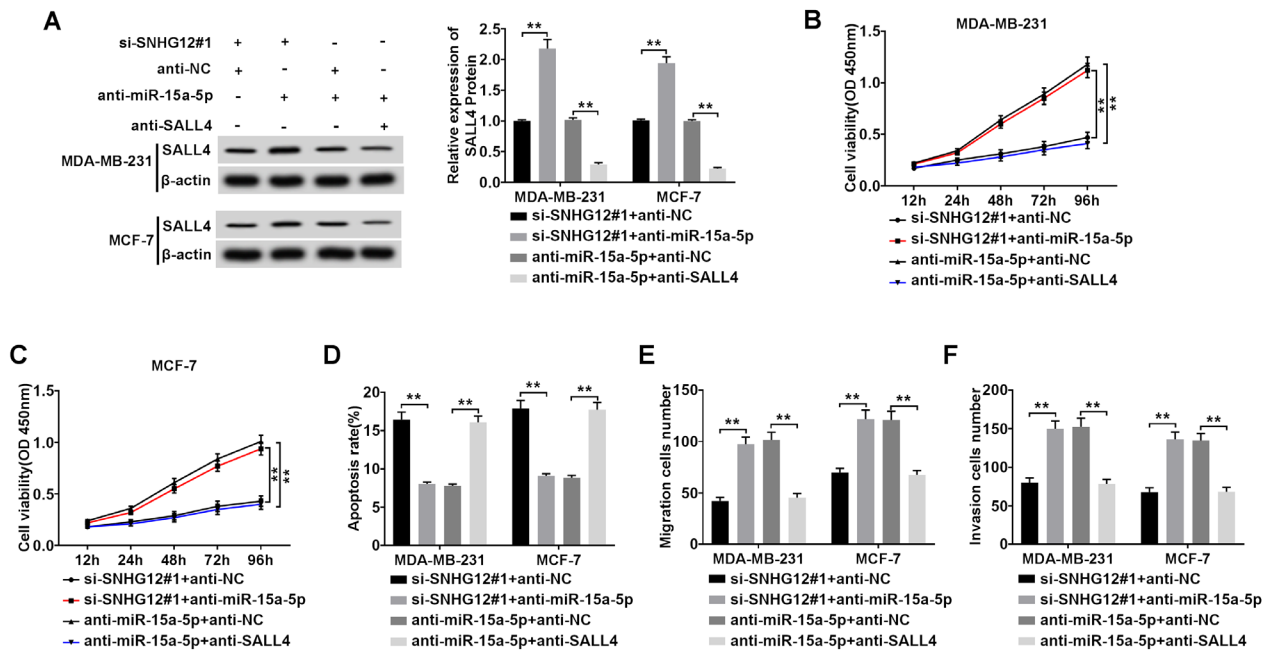 A
si-SNHG12#1 + + - -
anti-NC + - + -
anti-miR-15a-5p - + + +
anti-SALL4 - - - +
MDA-MB-231
SALL4
β-actin
MCF-7
SALL4
β-actin
Relative expression of
SALL4 Protein
2.5
2.0
1.5
1.0
0.5
0.0
** ** ** **
MDA-MB-231 MCF-7
si-SNHG12#1+anti-NC
si-SNHG12#1+anti-miR-15a-5p
anti-miR-15a-5p+anti-NC
anti-miR-15a-5p+anti-SALL4
B
MDA-MB-231
Cell viability(OD 450nm)
1.5
1.0
0.5
0.0
** **
12h 24h 48h 72h 96h
si-SNHG12#1+anti-NC
si-SNHG12#1+anti-miR-15a-5p
anti-miR-15a-5p+anti-NC
anti-miR-15a-5p+anti-SALL4
C
MCF-7
Cell viability(OD 450nm)
1.5
1.0
0.5
0.0
** **
12h 24h 48h 72h 96h
si-SNHG12#1+anti-NC
si-SNHG12#1+anti-miR-15a-5p
anti-miR-15a-5p+anti-NC
anti-miR-15a-5p+anti-SALL4
D
Apoptosis rate(%)
20
15
10
5
0
** ** ** **
MDA-MB-231 MCF-7
si-SNHG12#1+anti-NC
si-SNHG12#1+anti-miR-15a-5p
anti-miR-15a-5p+anti-NC
anti-miR-15a-5p+anti-SALL4
E
Migration cells number
150
100
50
0
** ** ** **
MDA-MB-231 MCF-7
si-SNHG12#1+anti-NC
si-SNHG12#1+anti-miR-15a-5p
anti-miR-15a-5p+anti-NC
anti-miR-15a-5p+anti-SALL4
F
Invasion cells number
200
150
100
50
0
** ** ** **
MDA-MB-231 MCF-7
si-SNHG12#1+anti-NC
si-SNHG12#1+anti-miR-15a-5p
anti-miR-15a-5p+anti-NC
anti-miR-15a-5p+anti-SALL4